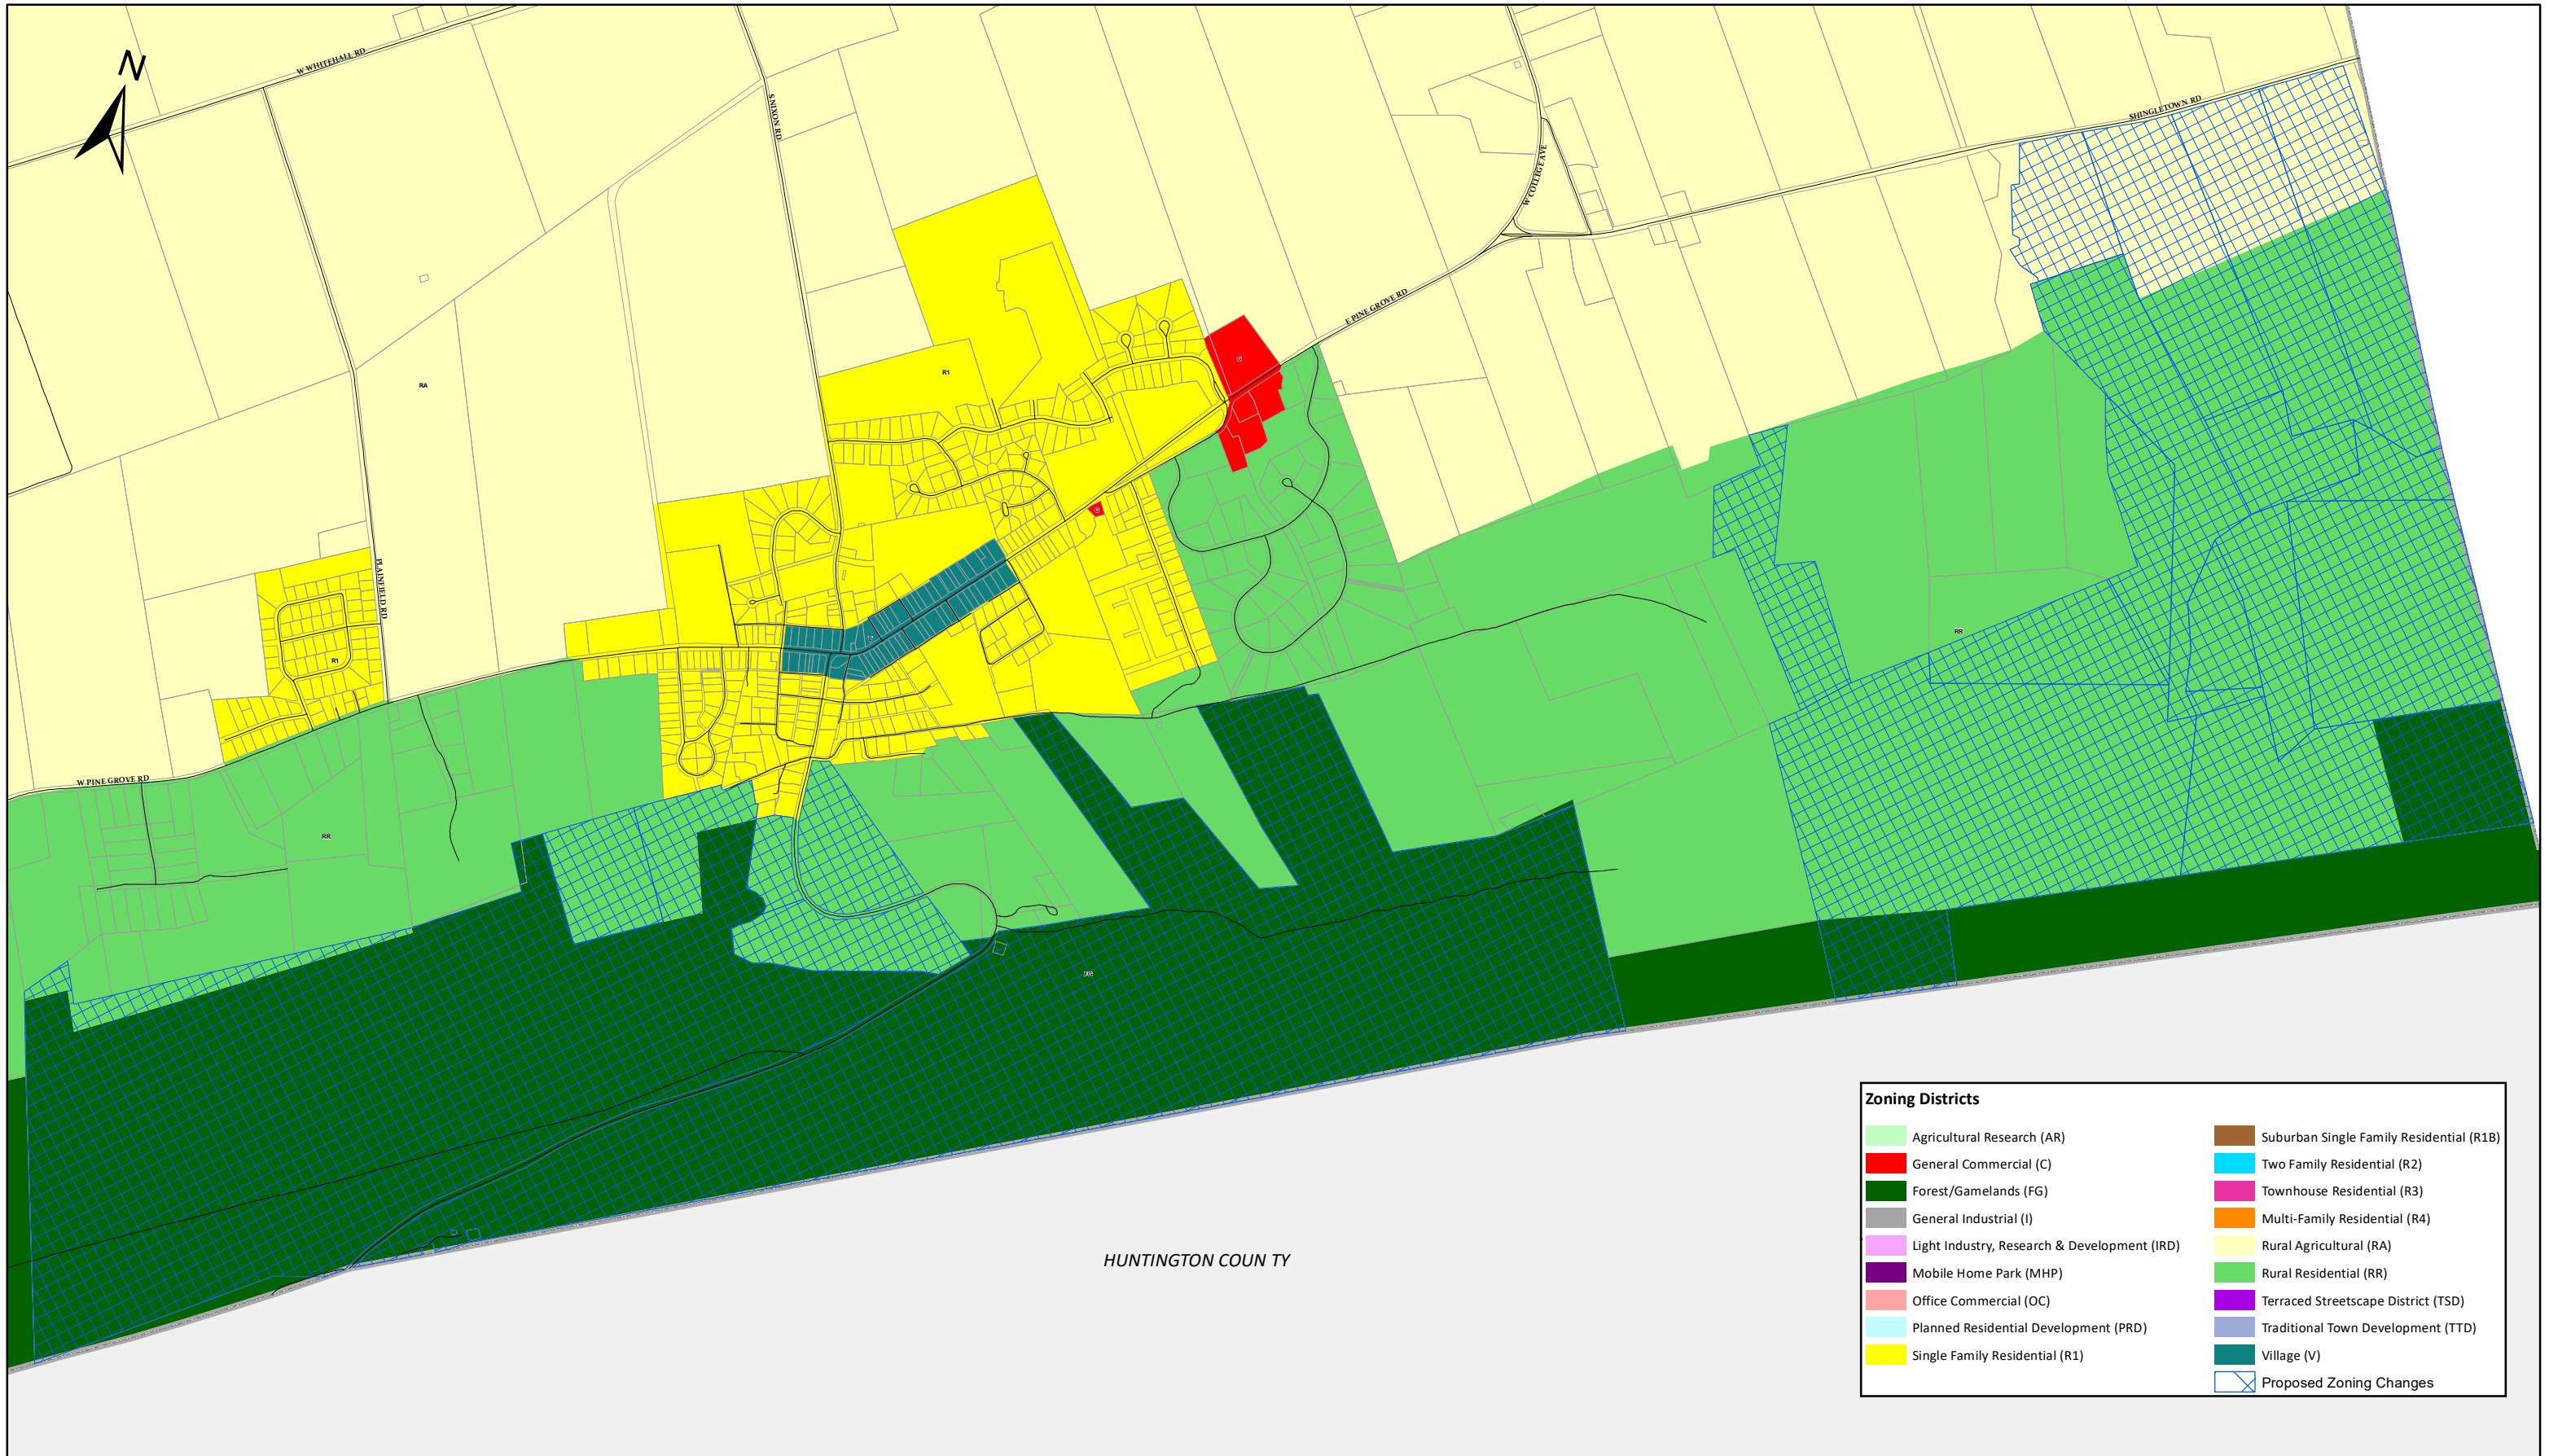 N
W WHITEHALL RD
S NIXON RD
W COLLEGE AVE
SHINGLETOWN RD
E PINE GROVE RD
C
RA
R1
C
PLAINFIELD RD
R1
V
RR
W PINE GROVE RD
RR
FG
HUNTINGTON COUN TY
Zoning Districts
Agricultural Research (AR)
General Commercial (C)
Forest/Gamelands (FG)
General Industrial (I)
Light Industry, Research & Development (IRD)
Mobile Home Park (MHP)
Office Commercial (OC)
Planned Residential Development (PRD)
Single Family Residential (R1)
Suburban Single Family Residential (R1B)
Two Family Residential (R2)
Townhouse Residential (R3)
Multi-Family Residential (R4)
Rural Agricultural (RA)
Rural Residential (RR)
Terraced Streetscape District (TSD)
Traditional Town Development (TTD)
Village (V)
Proposed Zoning Changes